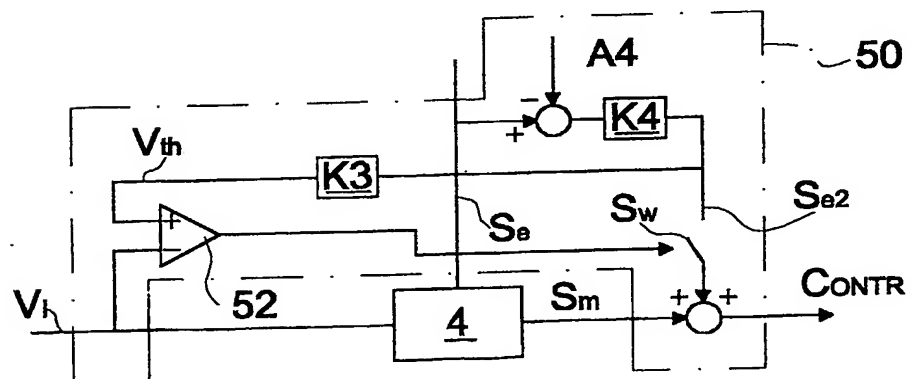 A4
50
−
+
K4
Vth
K3
Se2
Sw
Se
+
−
52
CONTR
+ +
VI
4
Sm
+